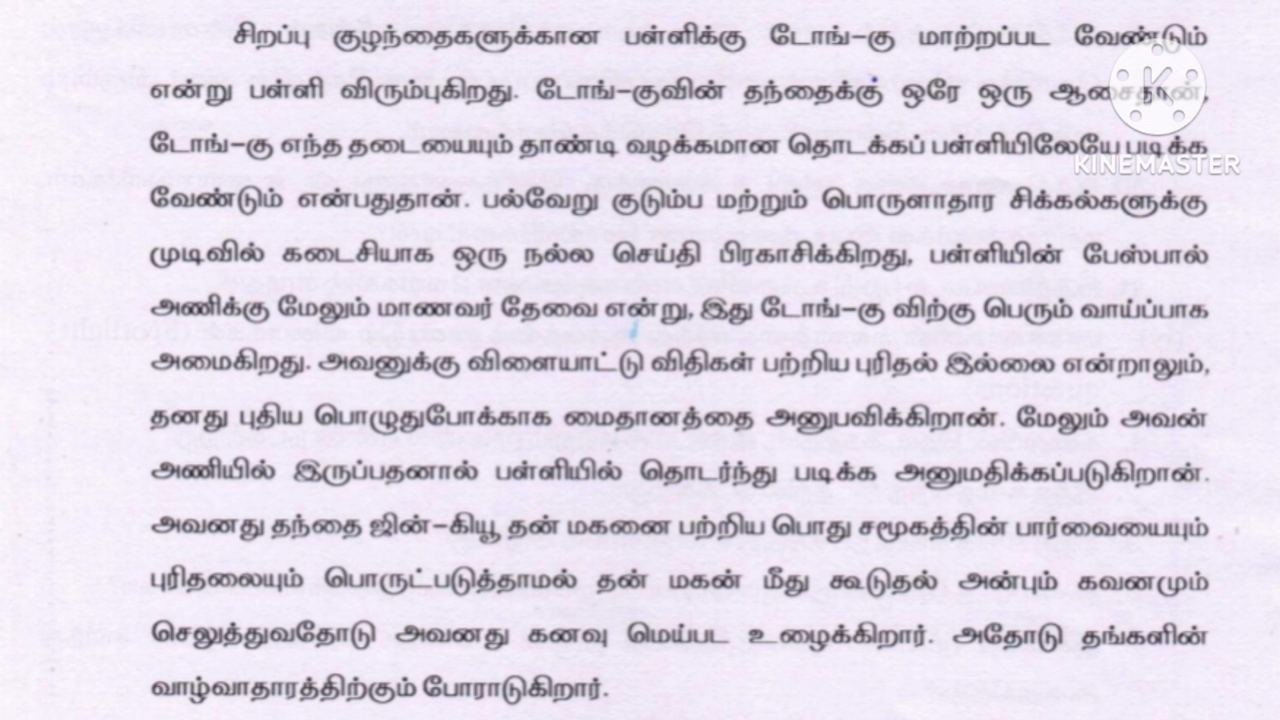 சிறப்பு குழந்தைகளுக்கான பள்ளிக்கு டோங்-கு மாற்றப்பட வேண்டும்
என்று பள்ளி விரும்புகிறது. டோங்-குவின் தந்தைக்கு ஒரே ஒரு ஆசைதான்,
டோங்-கு எந்த தடையையும் தாண்டி வழக்கமான தொடக்கப் பள்ளியிலேயே படிக்க
KINEMASTER
வேண்டும் என்பதுதான். பல்வேறு குடும்ப மற்றும் பொருளாதார சிக்கல்களுக்கு
முடிவில் கடைசியாக ஒரு நல்ல செய்தி பிரகாசிக்கிறது, பள்ளியின் பேஸ்பால்
அணிக்கு மேலும் மாணவர் தேவை என்று, இது டோங்-கு விற்கு பெரும் வாய்ப்பாக
அமைகிறது. அவனுக்கு விளையாட்டு விதிகள் பற்றிய புரிதல் இல்லை என்றாலும்,
தனது புதிய பொழுதுபோக்காக மைதானத்தை அனுபவிக்கிறான். மேலும் அவன்
அணியில் இருப்பதனால் பள்ளியில் தொடர்ந்து படிக்க அனுமதிக்கப்படுகிறான்.
அவனது தந்தை ஜின்-கியூ தன் மகனை பற்றிய பொது சமூகத்தின் பார்வையையும்
புரிதலையும் பொருட்படுத்தாமல் தன் மகன் மீது கூடுதல் அன்பும் கவனமும்
செலுத்துவதோடு அவனது கனவு மெய்பட உழைக்கிறார். அதோடு தங்களின்
வாழ்வாதாரத்திற்கும் போராடுகிறார்.